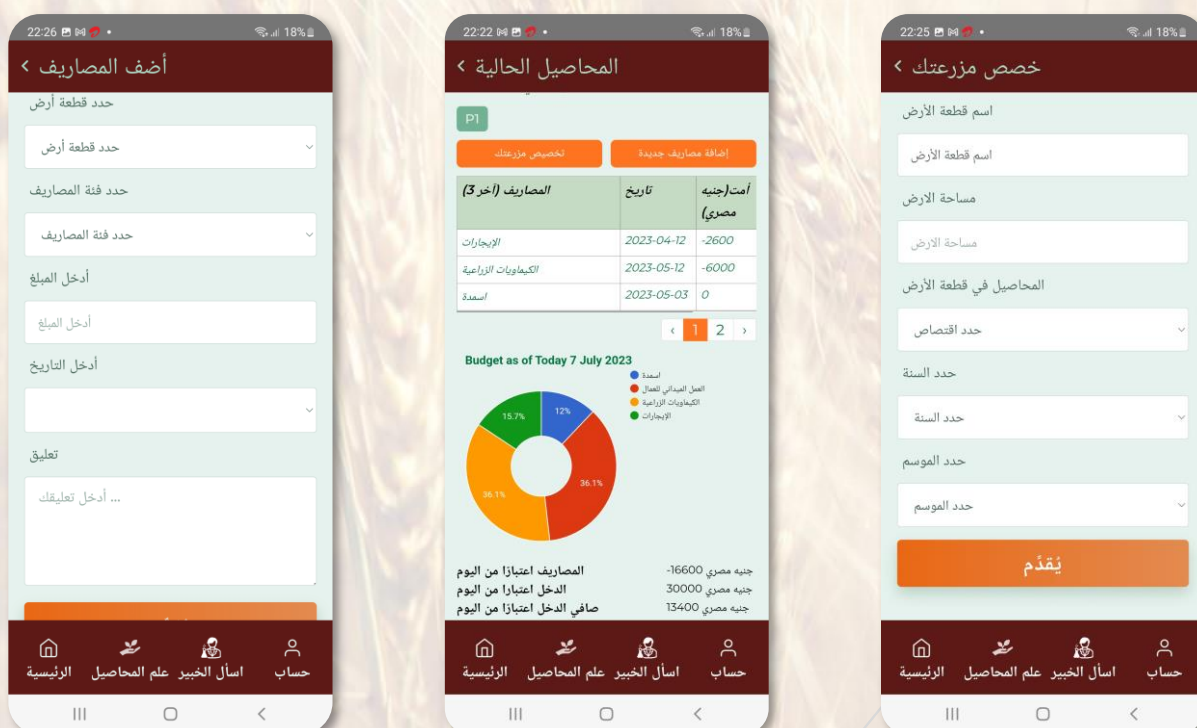 22:26
18%
أضف المصاريف
حدد قطعة أرض
حدد قطعة أرض
حدد فئة المصاريف
حدد فئة المصاريف
أدخل المبلغ
أدخل المبلغ
أدخل التاريخ
تعليق
أدخل تعليقك ...
حساب اسأل الخبير علم المحاصيل الرئيسية
22:22
18%
المحاصيل الحالية
P1
إضافة مصاريف جديدة تخصيص مزرعتك
المصاريف (أخر 3) تاريخ أمت(جنيه
مصري)
الإيجارات 2023-04-12 -2600
الكيماويات الزراعية 2023-05-12 -6000
اسمدة 2023-05-03 0
‹ 1 2 ›
Budget as of Today 7 July 2023
اسمدة
العمل الميداني للعمال
الكيماويات الزراعية
الإيجارات
15.7% 12%
36.1% 36.1%
المصاريف اعتبارًا من اليوم جنيه مصري 16600-
الدخل اعتبارا من اليوم جنيه مصري 30000
صافي الدخل اعتبارًا من اليوم جنيه مصري 13400
حساب اسأل الخبير علم المحاصيل الرئيسية
22:25
18%
خصص مزرعتك
اسم قطعة الأرض
اسم قطعة الأرض
مساحة الارض
مساحة الارض
المحاصيل في قطعة الأرض
حدد اقتصاص
حدد السنة
حدد السنة
حدد الموسم
حدد الموسم
يُقدِّم
حساب اسأل الخبير علم المحاصيل الرئيسية